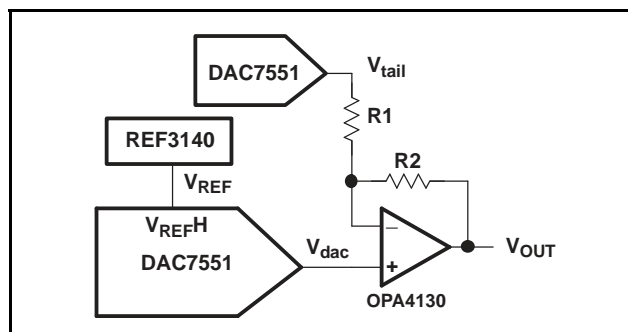 DAC7551
V_tail
R1
REF3140
R2
V_REF
V_REFH
DAC7551
V_dac
−
+
V_OUT
OPA4130